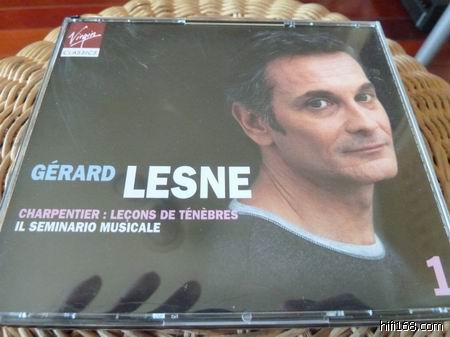 Virgin
CLASSICS
GÉRARD LESNE
CHARPENTIER : LEÇONS DE TÉNÈBRES
IL SEMINARIO MUSICALE
1
hifi168.com